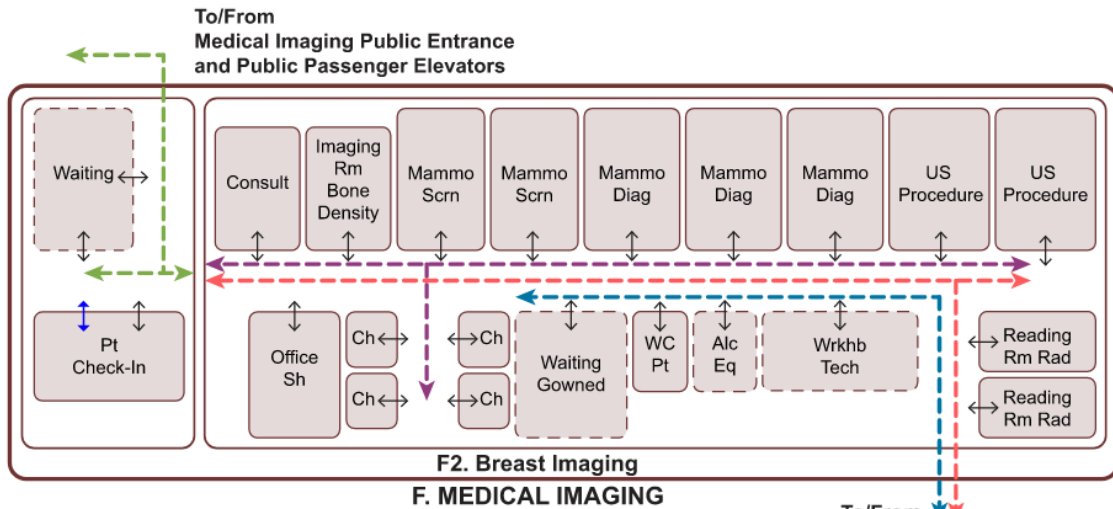 To/From
Medical Imaging Public Entrance
and Public Passenger Elevators
Waiting
Consult
Imaging
Rm
Bone
Density
Mammo
Scrn
Mammo
Scrn
Mammo
Diag
Mammo
Diag
Mammo
Diag
US
Procedure
US
Procedure
Pt
Check-In
Office
Sh
Ch
Ch
Ch
Ch
Waiting
Gowned
WC
Pt
Alc
Eq
Wrkhb
Tech
Reading
Rm Rad
Reading
Rm Rad
F2. Breast Imaging
F. MEDICAL IMAGING
To/From